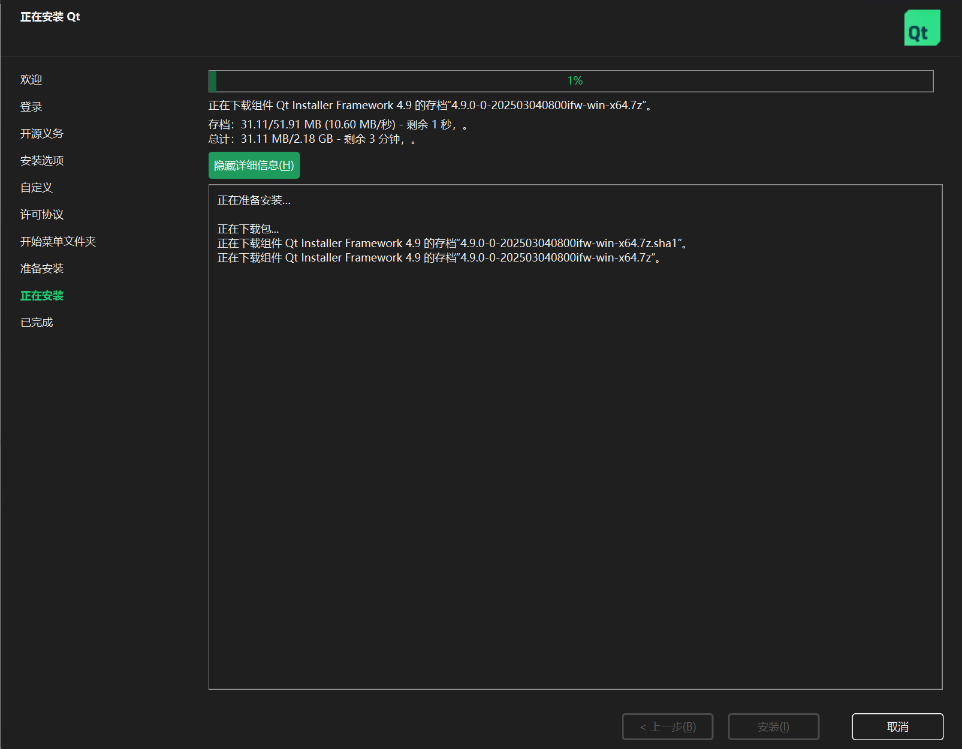 正在安装 Qt
Qt
欢迎
登录
开源义务
安装选项
自定义
许可协议
开始菜单文件夹
准备安装
正在安装
已完成
1%
正在下载组件 Qt Installer Framework 4.9 的存档“4.9.0-0-202503040800ifw-win-x64.7z”。
存档：31.11/51.91 MB (10.60 MB/秒) - 剩余 1 秒，。
总计：31.11 MB/2.18 GB - 剩余 3 分钟，。
隐藏详细信息(H)
正在准备安装...
正在下载包...
正在下载组件 Qt Installer Framework 4.9 的存档“4.9.0-0-202503040800ifw-win-x64.7z.sha1”。
正在下载组件 Qt Installer Framework 4.9 的存档“4.9.0-0-202503040800ifw-win-x64.7z”。
< 上一步(B)
安装(I)
取消